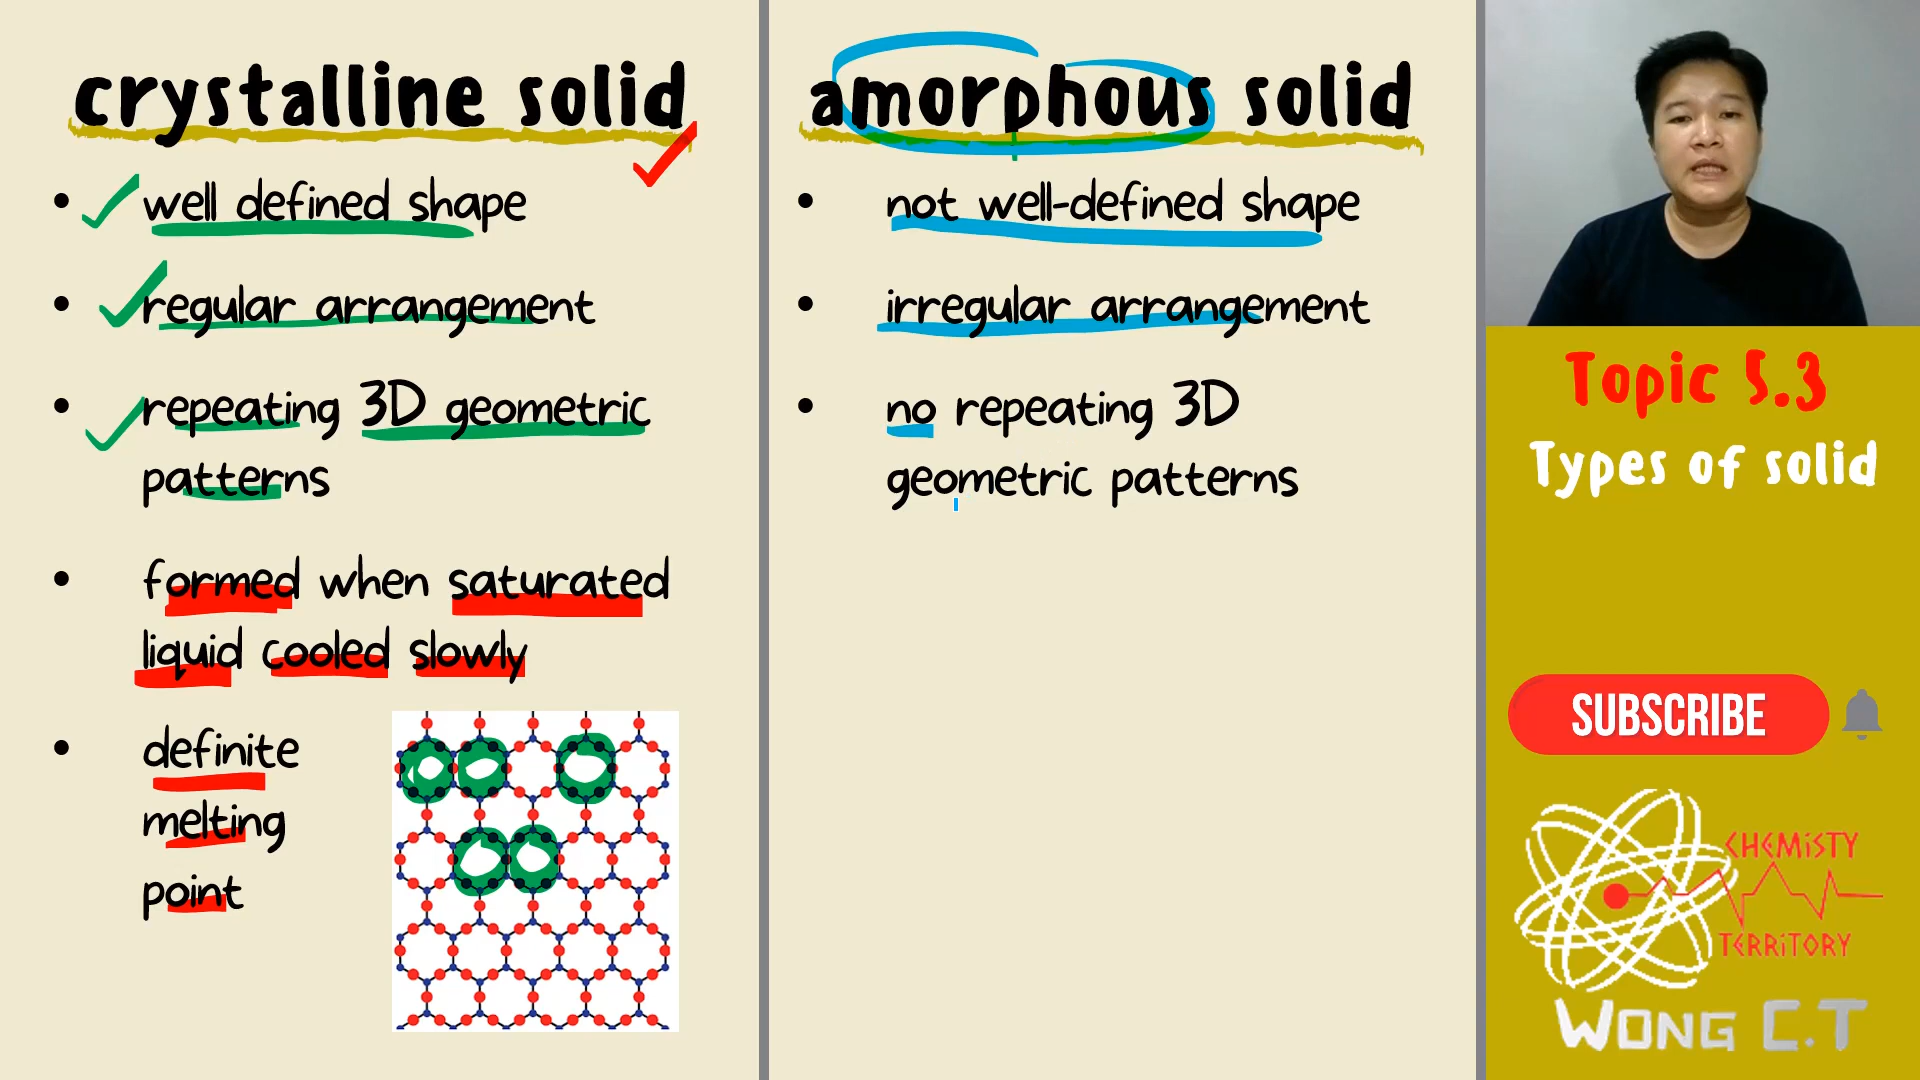 crystalline solid
• well defined shape
• regular arrangement
• repeating 3D geometric
patterns
• formed when saturated
liquid cooled slowly
• definite
melting
point
amorphous solid
• not well-defined shape
• irregular arrangement
• no repeating 3D
geometric patterns
Topic 5.3
Types of solid
SUBSCRIBE
CHEMiSTY
TERRiTORY
WONG C.T